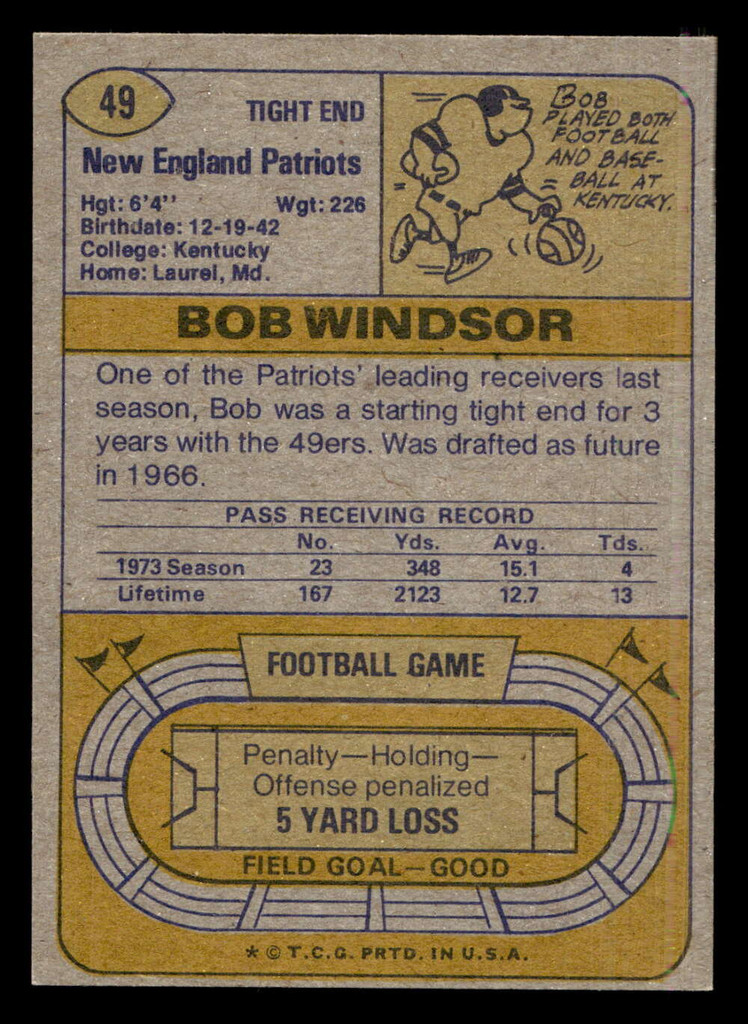 49
TIGHT END
New England Patriots
Hgt: 6'4'' Wgt: 226
Birthdate: 12-19-42
College: Kentucky
Home: Laurel, Md.
BOB
PLAYED BOTH
FOOTBALL
AND BASE-
BALL AT
KENTUCKY.
BOB WINDSOR
One of the Patriots' leading receivers last
season, Bob was a starting tight end for 3
years with the 49ers. Was drafted as future
in 1966.
PASS RECEIVING RECORD
No. Yds. Avg. Tds.
1973 Season 23 348 15.1 4
Lifetime 167 2123 12.7 13
FOOTBALL GAME
Penalty—Holding—
Offense penalized
5 YARD LOSS
FIELD GOAL—GOOD
* © T.C.G. PRTD. IN U.S.A.